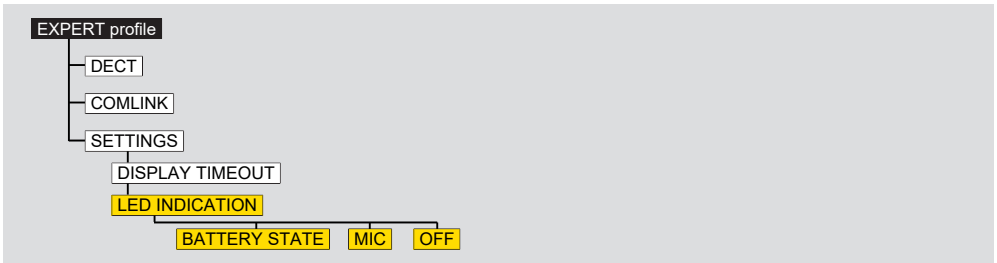 EXPERT profile
DECT
COMLINK
SETTINGS
DISPLAY TIMEOUT
LED INDICATION
BATTERY STATE MIC OFF